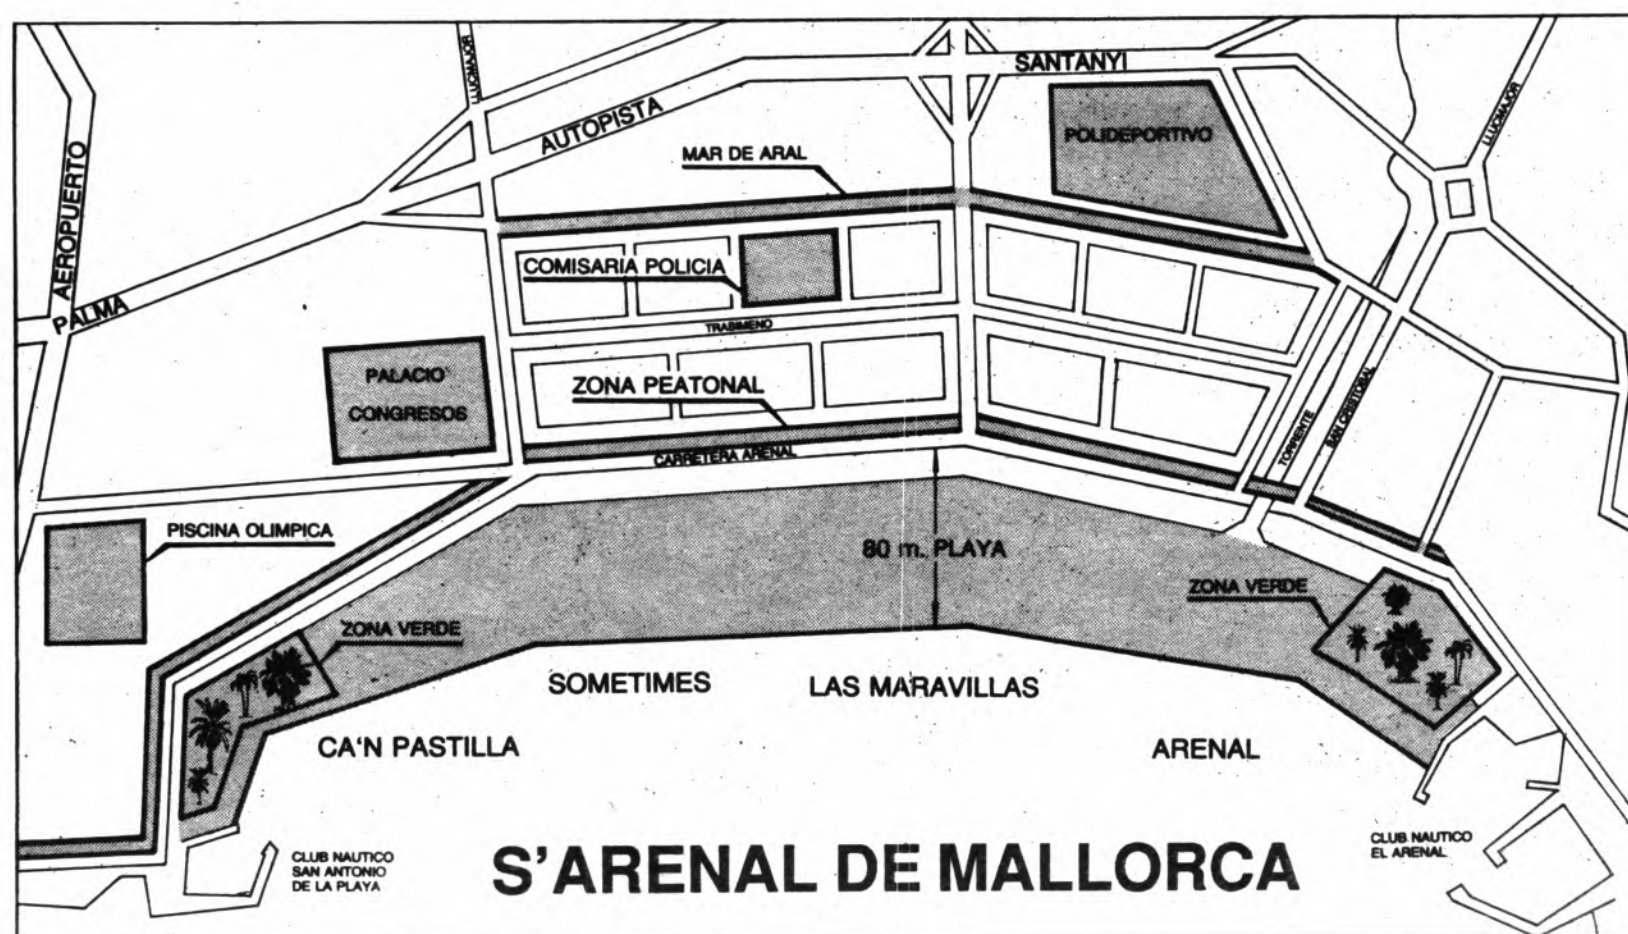 LLUCMAJOR
SANTANYI
AUTOPISTA
LLUCMAJOR
POLIDEPORTIVO
MAR DE ARAL
AEROPUERTO
COMISARIA POLICIA
PALMA
TRABIMENO
PALACIO
CONGRESOS
ZONA PEATONAL
CARRETERA ARENAL
TORRENTE
SAN CRISTOBAL
PISCINA OLIMPICA
80 m. PLAYA
ZONA VERDE
ZONA VERDE
SOMETIMES
LAS MARAVILLAS
CA'N PASTILLA
ARENAL
CLUB NAUTICO
SAN ANTONIO
DE LA PLAYA
S'ARENAL DE MALLORCA
CLUB NAUTICO
EL ARENAL